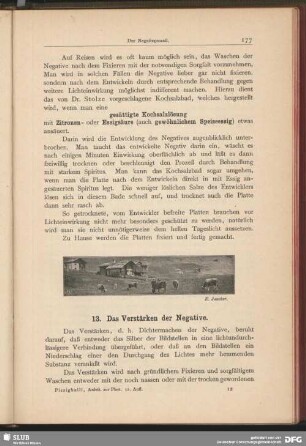 Der Negativprozeß. 177
Auf Reisen wird es oft kaum möglich sein, das Waschen der
Negative nach dem Fixieren mit der notwendigen Sorgfalt vorzunehmen.
Man wird in solchen Fällen die Negative lieber gar nicht fixieren,
sondern nach dem Entwickeln durch entsprechende Behandlung gegen
weitere Lichteinwirkung möglichst indifferent machen. Hierzu dient
das von Dr. Stolze vorgeschlagene Kochsalzbad, welches hergestellt
wird, wenn man eine
gesättigte Kochsalzlösung
mit Zitronen- oder Essigsäure (auch gewöhnlichem Speiseessig) etwas
ansäuert.
Darin wird die Entwicklung des Negatives augenblicklich unter-
brochen. Man taucht das entwickelte Negativ darin ein, wäscht es
nach einigen Minuten Einwirkung oberflächlich ab und läßt es dann
freiwillig trocknen oder beschleunigt den Prozeß durch Behandlung
mit starkem Spiritus. Man kann das Kochsalzbad sogar umgehen,
wenn man die Platte nach dem Entwickeln direkt in mit Essig an-
gesäuerten Spiritus legt. Die weniger löslichen Salze des Entwicklers
lösen sich in diesem Bade schnell auf, und trocknet auch die Platte
dann sehr rasch ab.
So getrocknete, vom Entwickler befreite Platten brauchen vor
Lichteinwirkung nicht mehr besonders geschützt zu werden, natürlich
wird man sie nicht unnötigerweise dem hellen Tageslicht aussetzen.
Zu Hause werden die Platten fixiert und fertig gemacht.
13. Das Verstärken der Negative.
Das Verstärken, d. h. Dichtermachen der Negative, beruht
darauf, daß entweder das Silber der Bildstellen in eine lichtundurch-
lässigere Verbindung übergeführt, oder daß an den Bildstellen ein
Niederschlag einer den Durchgang des Lichtes mehr hemmenden
Substanz veranlaßt wird.
Das Verstärken wird nach gründlichem Fixieren und sorgfältigem
Waschen entweder mit der noch nassen oder mit der trocken gewordenen
Pizzighelli, Anleit. zur Phot. 12. Aufl. 12
SLUB